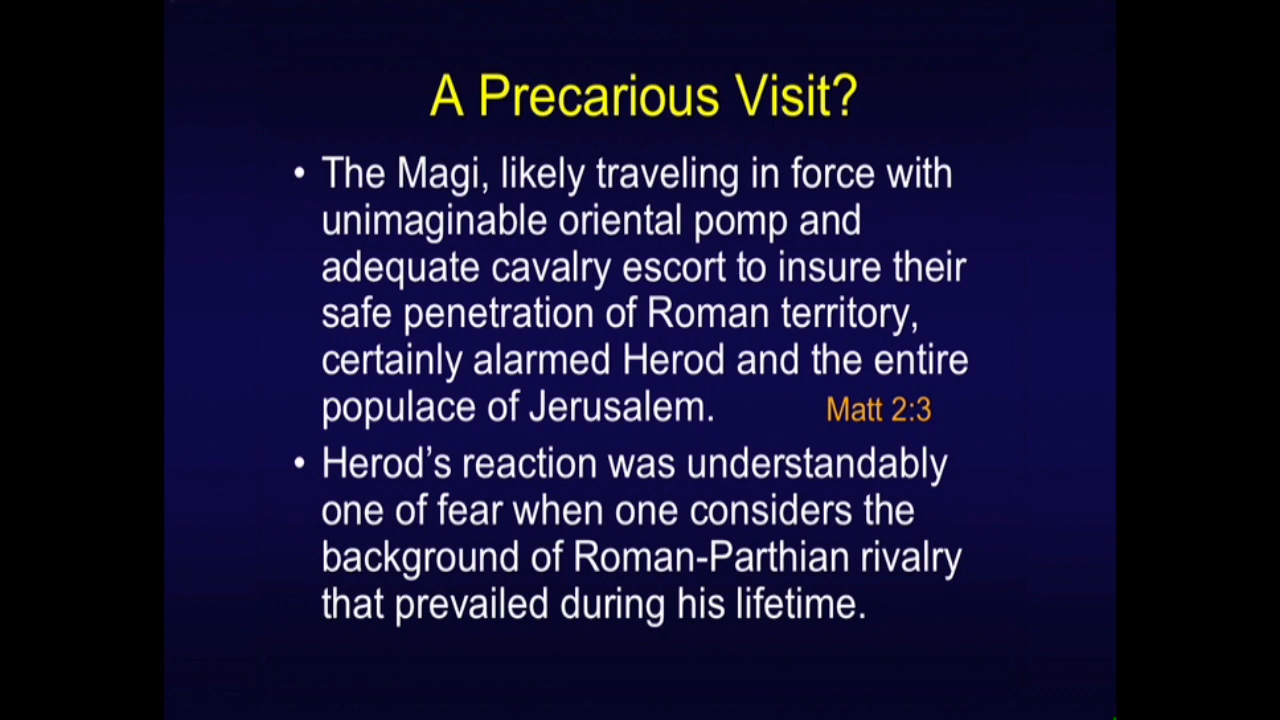 A Precarious Visit?
• The Magi, likely traveling in force with
unimaginable oriental pomp and
adequate cavalry escort to insure their
safe penetration of Roman territory,
certainly alarmed Herod and the entire
populace of Jerusalem. Matt 2:3
• Herod’s reaction was understandably
one of fear when one considers the
background of Roman-Parthian rivalry
that prevailed during his lifetime.